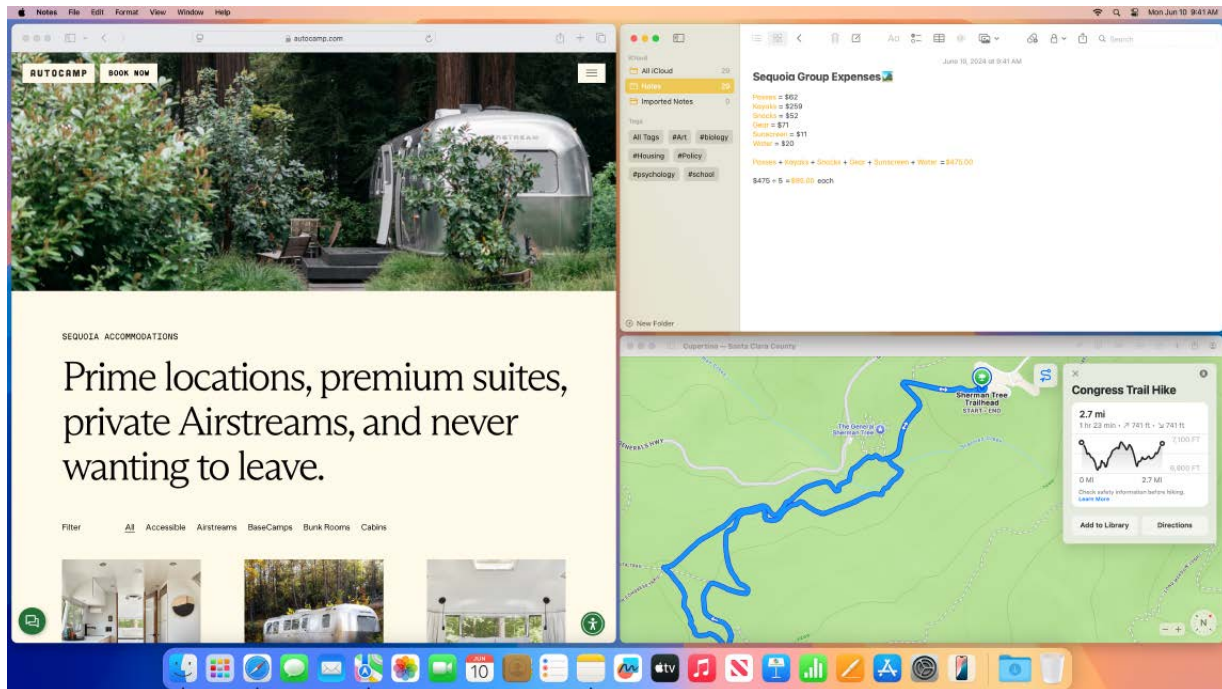 Notes File Edit Format View Window Help
Mon Jun 10 9:41 AM
autocamp.com
AUTOCAMP BOOK NOW
AIRSTREAM
SEQUOIA ACCOMMODATIONS
Prime locations, premium suites,
private Airstreams, and never
wanting to leave.
Filter All Accessible Airstreams BaseCamps Bunk Rooms Cabins
iCloud
All iCloud 29
Notes 29
Imported Notes 0
Tags
All Tags #Art #biology
#Housing #Policy
#psychology #school
New Folder
Search
June 10, 2024 at 9:41 AM
Sequoia Group Expenses
Passes = $62
Kayaks = $259
Snacks = $52
Gear = $71
Sunscreen = $11
Water = $20
Passes + Kayaks + Snacks + Gear + Sunscreen + Water = $475.00
$475 ÷ 5 = each
Cupertino — Santa Clara County
Sherman Tree
Trailhead
START • END
The General
Sherman Tree
GENERALS HWY
Congress Trail Hike
2.7 mi
1 hr 23 min • ↗ 741 ft • ↘ 741 ft
0 MI 2.7 MI
Check safety information before hiking.
Learn More
Add to Library Directions
N
JUN
10
tv